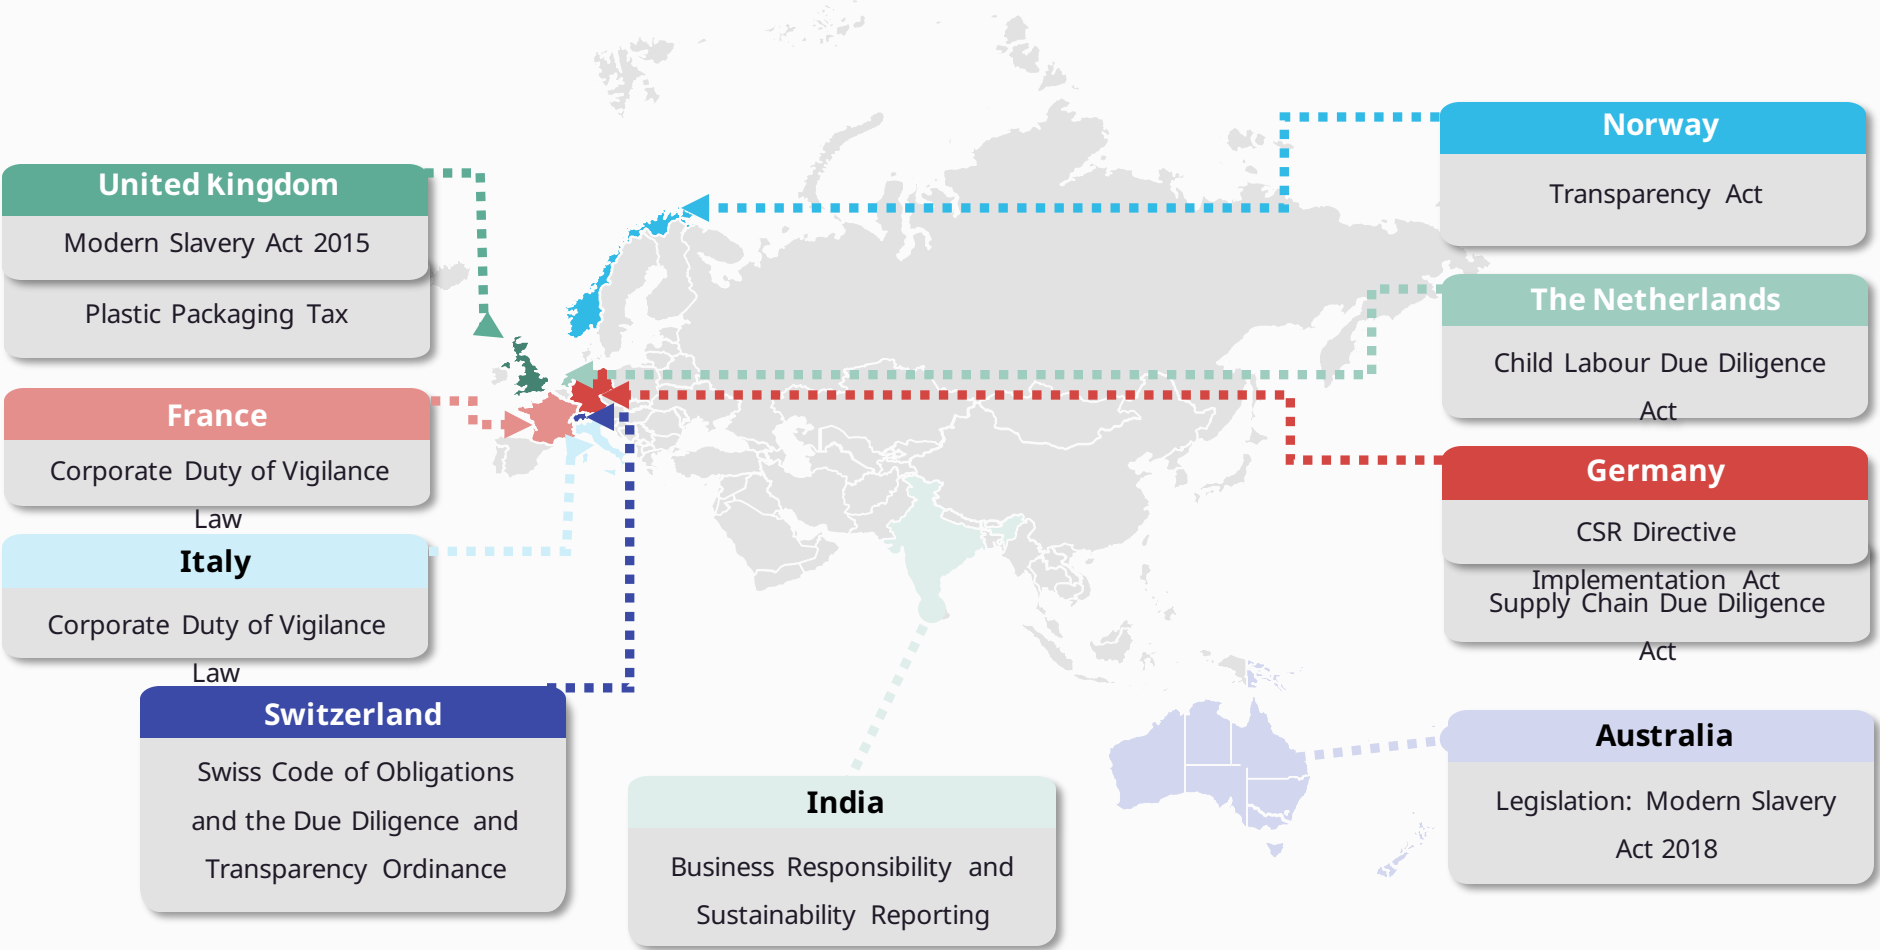 United kingdom
Modern Slavery Act 2015
Plastic Packaging Tax
France
Corporate Duty of Vigilance
Law
Italy
Corporate Duty of Vigilance
Law
Switzerland
Swiss Code of Obligations
and the Due Diligence and
Transparency Ordinance
India
Business Responsibility and
Sustainability Reporting
Norway
Transparency Act
The Netherlands
Child Labour Due Diligence
Act
Germany
CSR Directive
Implementation Act
Supply Chain Due Diligence
Act
Australia
Legislation: Modern Slavery
Act 2018